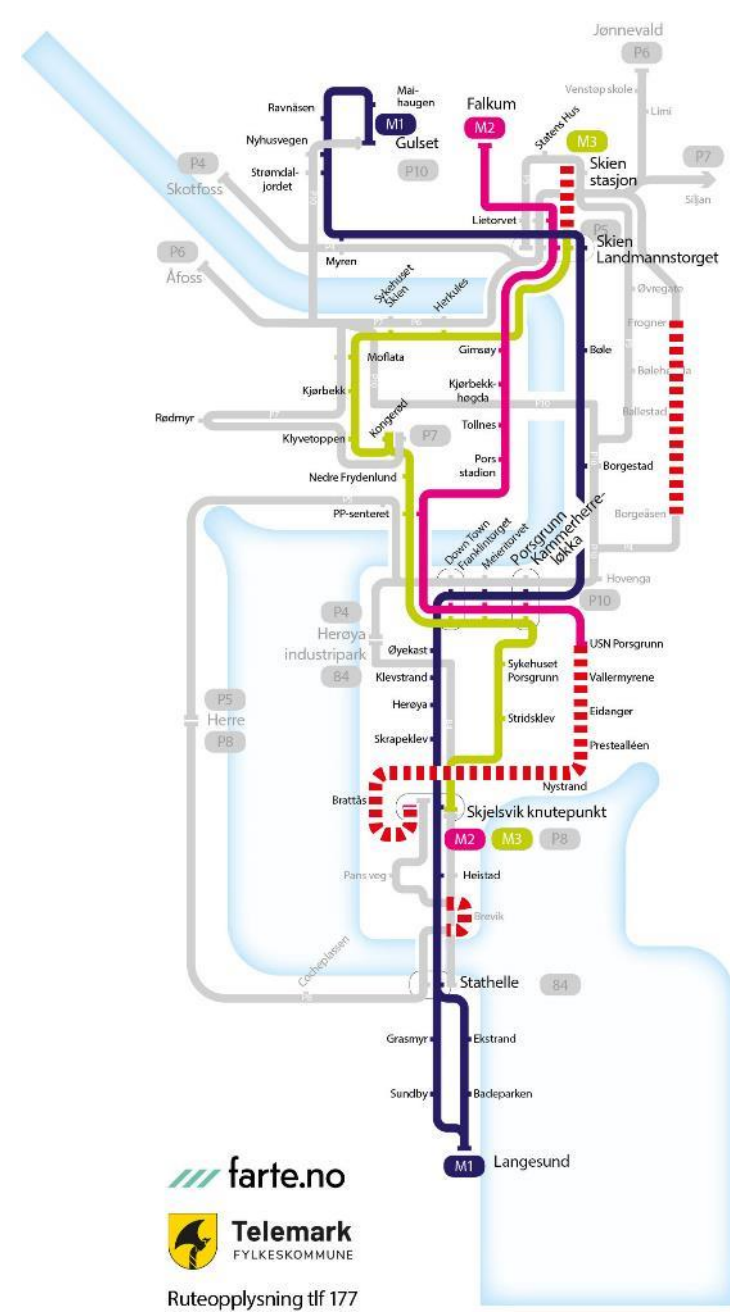 Jønnevald
P6
Venstøp skole
Limi
Mai-
haugen
Ravnåsen
M1
Gulset
P10
Falkum
M2
Statens Hus
M3
Skien
stasjon
P7
Siljan
Nyhusvegen
Strømdal-
jordet
P4
Skotfoss
Lietorvet
P5
Skien
Landmannstorget
P6
Åfoss
Myren
Sykehuset
Skien
Herkules
Øvregate
Frogner
Moflata
Gimsøy
Bøle
Kjørbekk
Kjørbekk-
høgda
Ballestad
Rødmyr
P7
Kongerød
P7
Tollnes
Klyvetoppen
Pors
stadion
Borgestad
Nedre Frydenlund
PP-senteret
Borgeåsen
Down Town
Franklintorget
Meieritorvet
Porsgrunn
Kammerherre-
løkka
Hovenga
P10
P4
Herøya
industripark
84
Øyekast
USN Porsgrunn
Klevstrand
Sykehuset
Porsgrunn
Vallermyrene
P5
Herre
P8
Herøya
Eidanger
Stridsklev
Skrapeklev
Prestealléen
Nystrand
Brattås
Skjelsvik knutepunkt
M2
M3
P8
Pans veg
Heistad
Brevik
Cocheplassen
Stathelle
84
Grasmyr
Ekstrand
Sundby
Badeparken
M1
Langesund
farte.no
Telemark
FYLKESKOMMUNE
Ruteopplysning tlf 177